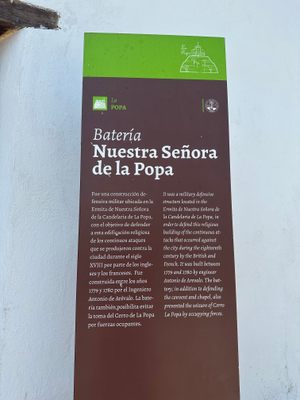 La
POPA
Batería
Nuestra Señora
de la Popa
Fue una construcción de-
fensiva militar ubicada en la
Ermita de Nuestra Señora
de la Candelaria de La Popa,
con el objetivo de defender
a esta edificación religiosa
de los continuos ataques
que se produjeron contra la
ciudad durante el siglo
XVIII por parte de los ingle-
ses y los franceses. Fue
construida entre los años
1779 y 1780 por el Ingeniero
Antonio de Arévalo. La bate-
ría también posibilita evitar
la toma del Cerro de La Popa
por fuerzas ocupantes.
It was a military defensive
structure located in the
Ermita de Nuestra Señora de
la Candelaria de La Popa, in
order to defend this religious
building of the continuous at-
tacks that occurred against
the city during the eighteenth
century by the British and
French. It was built between
1779 and 1780 by engineer
Antonio de Arévalo. The bat-
tery, in addition to defending
the convent and chapel, also
prevented the seizure of Cerro
La Popa by occupying forces.